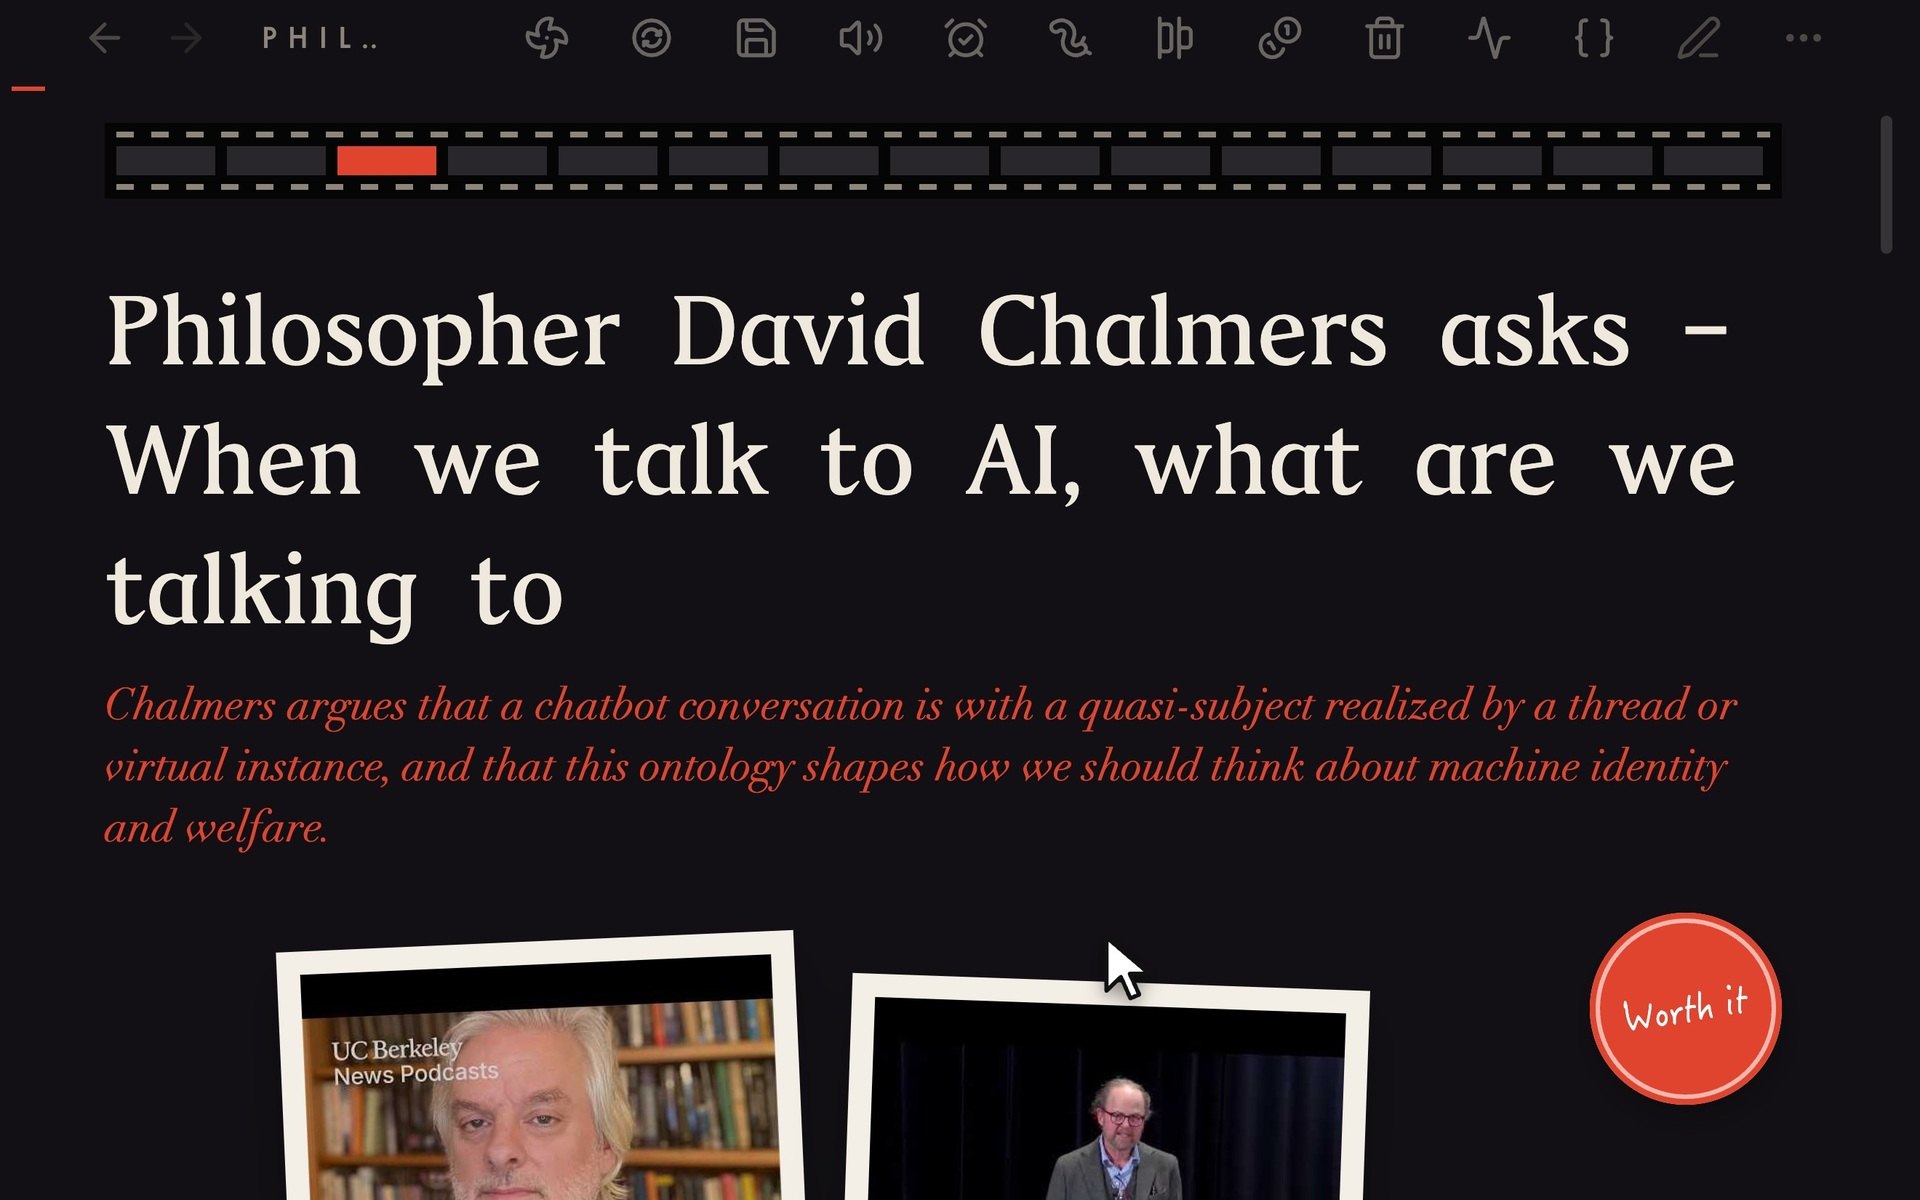 PHIL..
Philosopher David Chalmers asks –
When we talk to AI, what are we
talking to
Chalmers argues that a chatbot conversation is with a quasi-subject realized by a thread or
virtual instance, and that this ontology shapes how we should think about machine identity
and welfare.
UC Berkeley
News Podcasts
Worth it